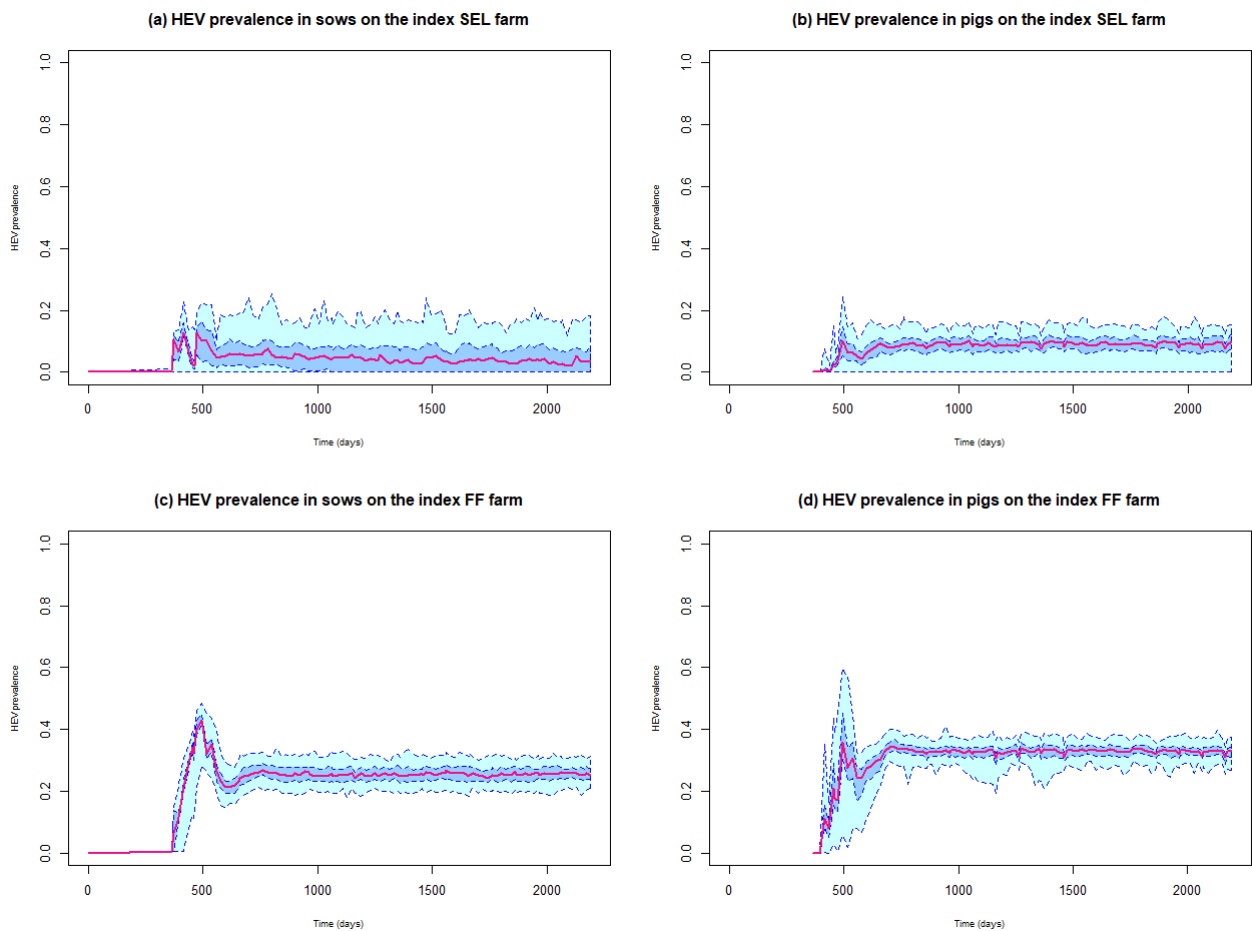 (a) HEV prevalence in sows on the index SEL farm
HEV prevalence
0.0 0.2 0.4 0.6 0.8 1.0
0 500 1000 1500 2000
Time (days)
(b) HEV prevalence in pigs on the index SEL farm
HEV prevalence
0.0 0.2 0.4 0.6 0.8 1.0
0 500 1000 1500 2000
Time (days)
(c) HEV prevalence in sows on the index FF farm
HEV prevalence
0.0 0.2 0.4 0.6 0.8 1.0
0 500 1000 1500 2000
Time (days)
(d) HEV prevalence in pigs on the index FF farm
HEV prevalence
0.0 0.2 0.4 0.6 0.8 1.0
0 500 1000 1500 2000
Time (days)